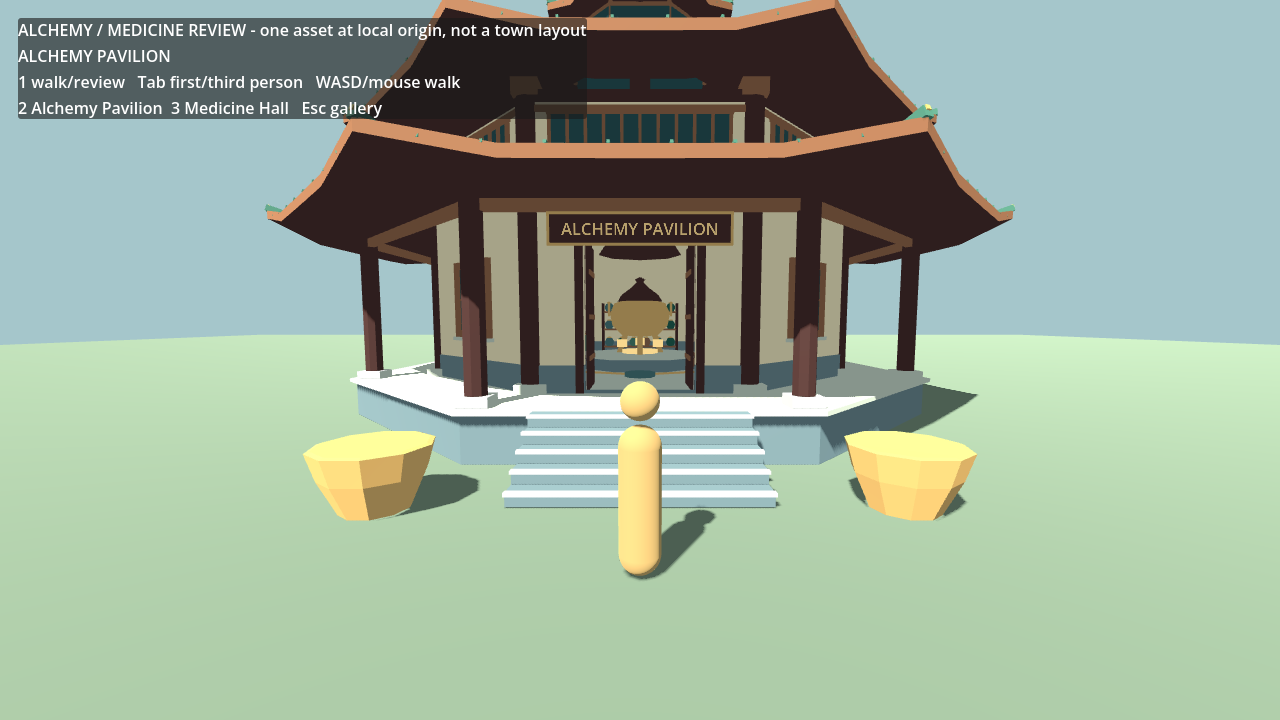 ALCHEMY / MEDICINE REVIEW - one asset at local origin, not a town layout
ALCHEMY PAVILION
1 walk/review   Tab first/third person   WASD/mouse walk
2 Alchemy Pavilion  3 Medicine Hall   Esc gallery
ALCHEMY PAVILION